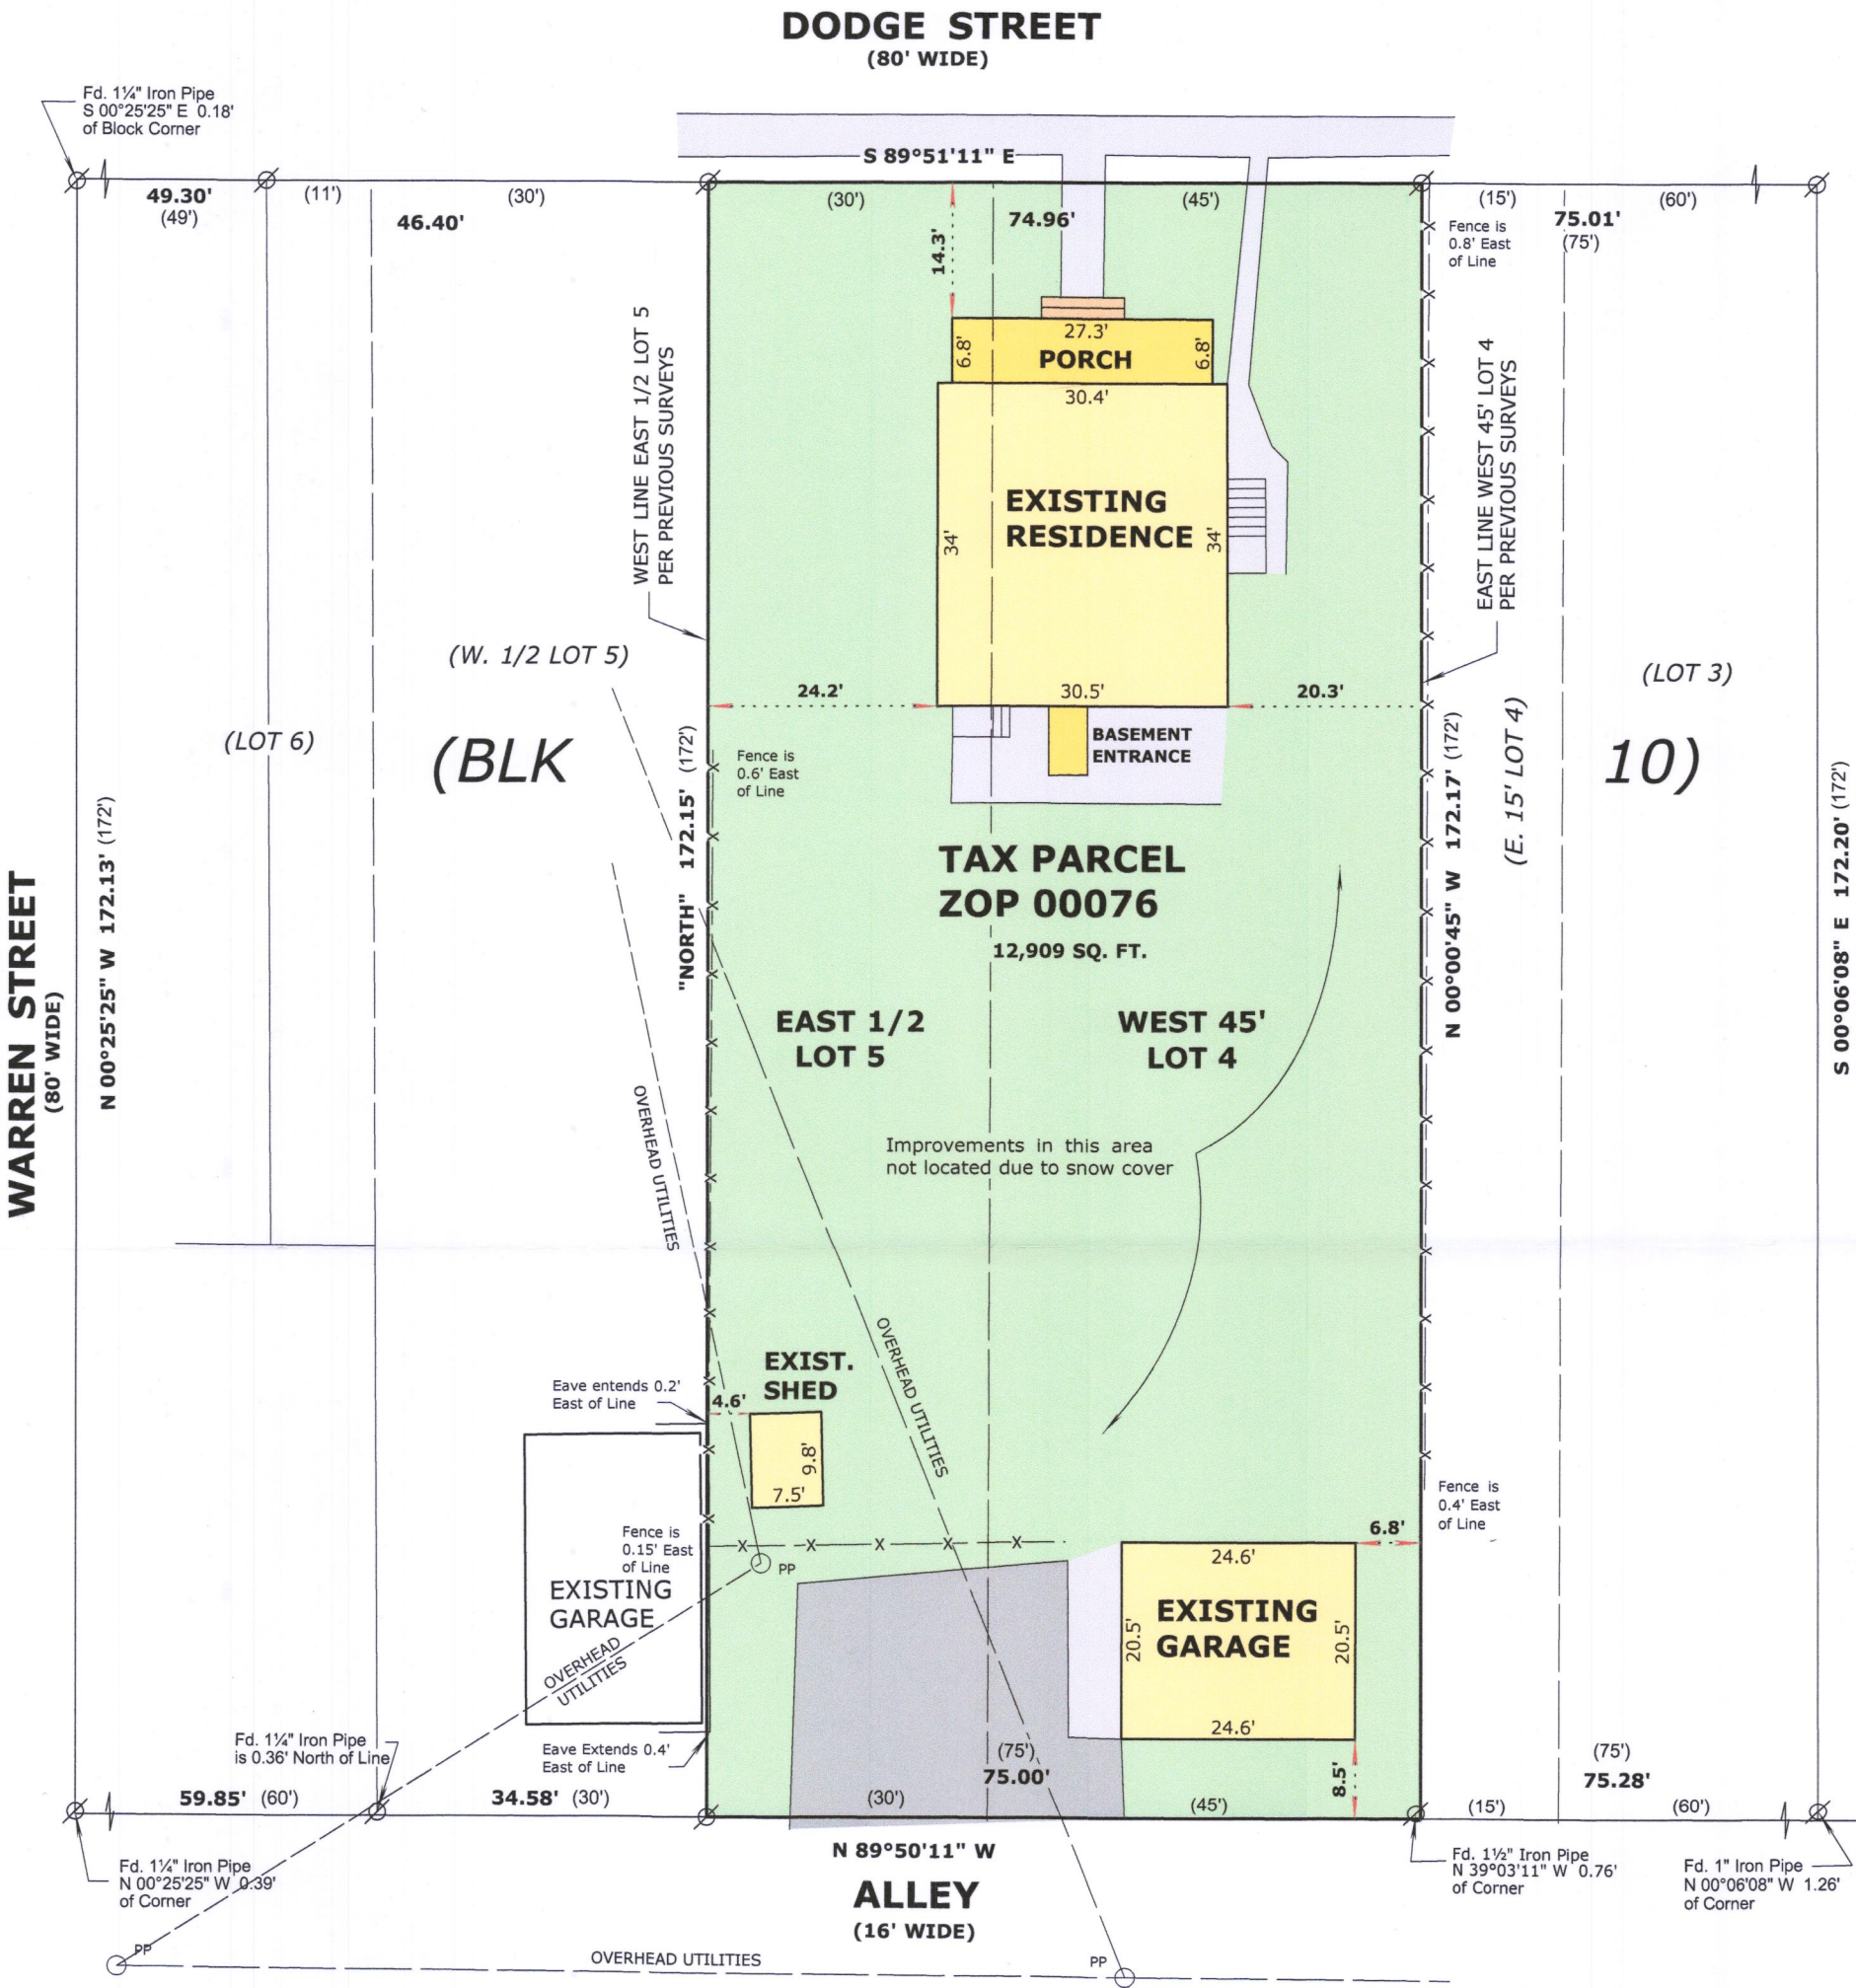 DODGE STREET
(80' WIDE)
Fd. 1¼" Iron Pipe
S 00°25'25" E 0.18'
of Block Corner
S 89°51'11" E
49.30'
(49')
(11')
46.40'
(30')
(30')
74.96'
(45')
(15')
75.01'
(75')
(60')
14.3'
Fence is
0.8' East
of Line
WEST LINE EAST 1/2 LOT 5
PER PREVIOUS SURVEYS
27.3'
6.8'
PORCH
6.8'
30.4'
EAST LINE WEST 45' LOT 4
PER PREVIOUS SURVEYS
EXISTING
RESIDENCE
34'
34'
(W. 1/2 LOT 5)
(LOT 3)
24.2'
30.5'
20.3'
(LOT 6)
(BLK
10)
Fence is
0.6' East
of Line
BASEMENT
ENTRANCE
"NORTH" 172.15' (172')
N 00°00'45" W 172.17' (172')
(E. 15' LOT 4)
WARREN STREET
(80' WIDE)
N 00°25'25" W 172.13' (172')
S 00°06'08" E 172.20' (172')
TAX PARCEL
ZOP 00076
12,909 SQ. FT.
EAST 1/2
LOT 5
WEST 45'
LOT 4
OVERHEAD UTILITIES
Improvements in this area
not located due to snow cover
OVERHEAD UTILITIES
EXIST.
SHED
Eave entends 0.2'
East of Line
4.6'
9.8'
7.5'
Fence is
0.4' East
of Line
Fence is
0.15' East
of Line
6.8'
PP
EXISTING
GARAGE
24.6'
20.5'
EXISTING
GARAGE
20.5'
24.6'
OVERHEAD
UTILITIES
Fd. 1¼" Iron Pipe
is 0.36' North of Line
Eave Extends 0.4'
East of Line
(75')
75.00'
8.5'
(75')
75.28'
59.85' (60')
34.58' (30')
(30')
(45')
(15')
(60')
N 89°50'11" W
Fd. 1¼" Iron Pipe
N 00°25'25" W 0.39'
of Corner
Fd. 1½" Iron Pipe
N 39°03'11" W 0.76'
of Corner
Fd. 1" Iron Pipe
N 00°06'08" W 1.26'
of Corner
ALLEY
(16' WIDE)
PP
OVERHEAD UTILITIES
PP